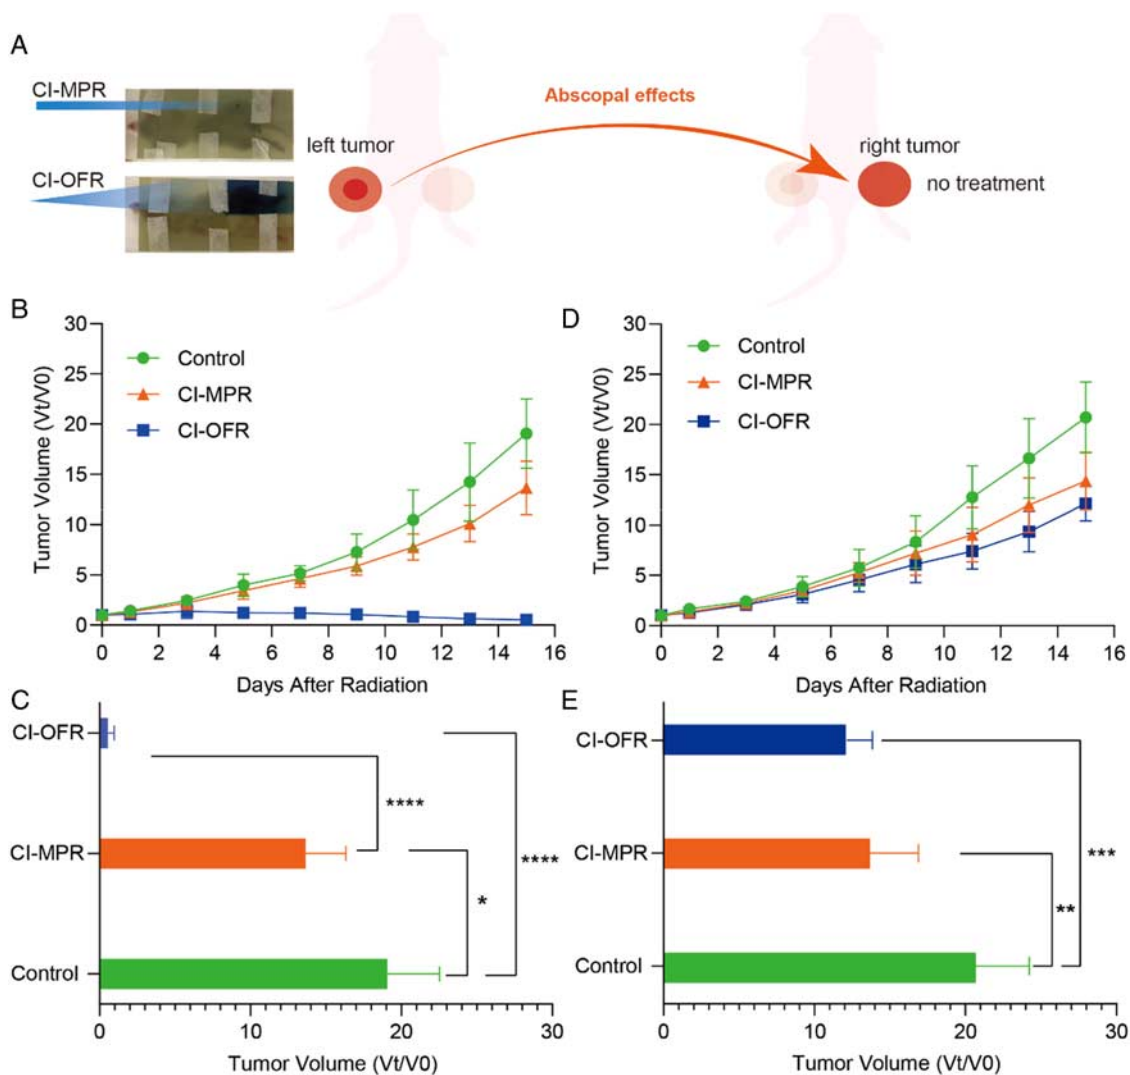 A
CI-MPR
CI-OFR
left tumor
Abscopal effects
right tumor
no treatment
B
Tumor Volume (Vt/V0)
30
25
20
15
10
5
0
Control
CI-MPR
CI-OFR
0 2 4 6 8 10 12 14 16
Days After Radiation
D
Tumor Volume (Vt/V0)
30
25
20
15
10
5
0
Control
CI-MPR
CI-OFR
0 2 4 6 8 10 12 14 16
Days After Radiation
C
CI-OFR
CI-MPR
Control
****
*
****
0 10 20 30
Tumor Volume (Vt/V0)
E
CI-OFR
CI-MPR
Control
**
***
0 10 20 30
Tumor Volume (Vt/V0)